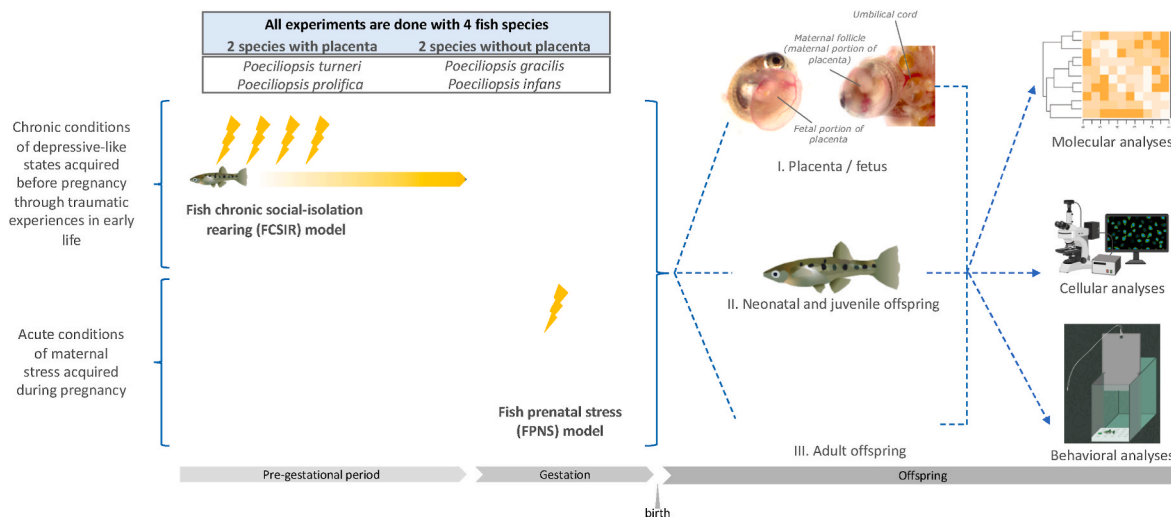 All experiments are done with 4 fish species
2 species with placenta
2 species without placenta
Poeciliopsis turneri
Poeciliopsis gracilis
Poeciliopsis prolifica
Poeciliopsis infans
Chronic conditions
of depressive-like
states acquired
before pregnancy
through traumatic
experiences in early
life
Fish chronic social-isolation
rearing (FCSIR) model
Acute conditions
of maternal
stress acquired
during pregnancy
Fish prenatal stress
(FPNS) model
Umbilical cord
Maternal follicle
(maternal portion of
placenta)
Fetal portion of
placenta
I. Placenta / fetus
II. Neonatal and juvenile offspring
III. Adult offspring
Molecular analyses
Cellular analyses
Behavioral analyses
Pre-gestational period
Gestation
Offspring
birth